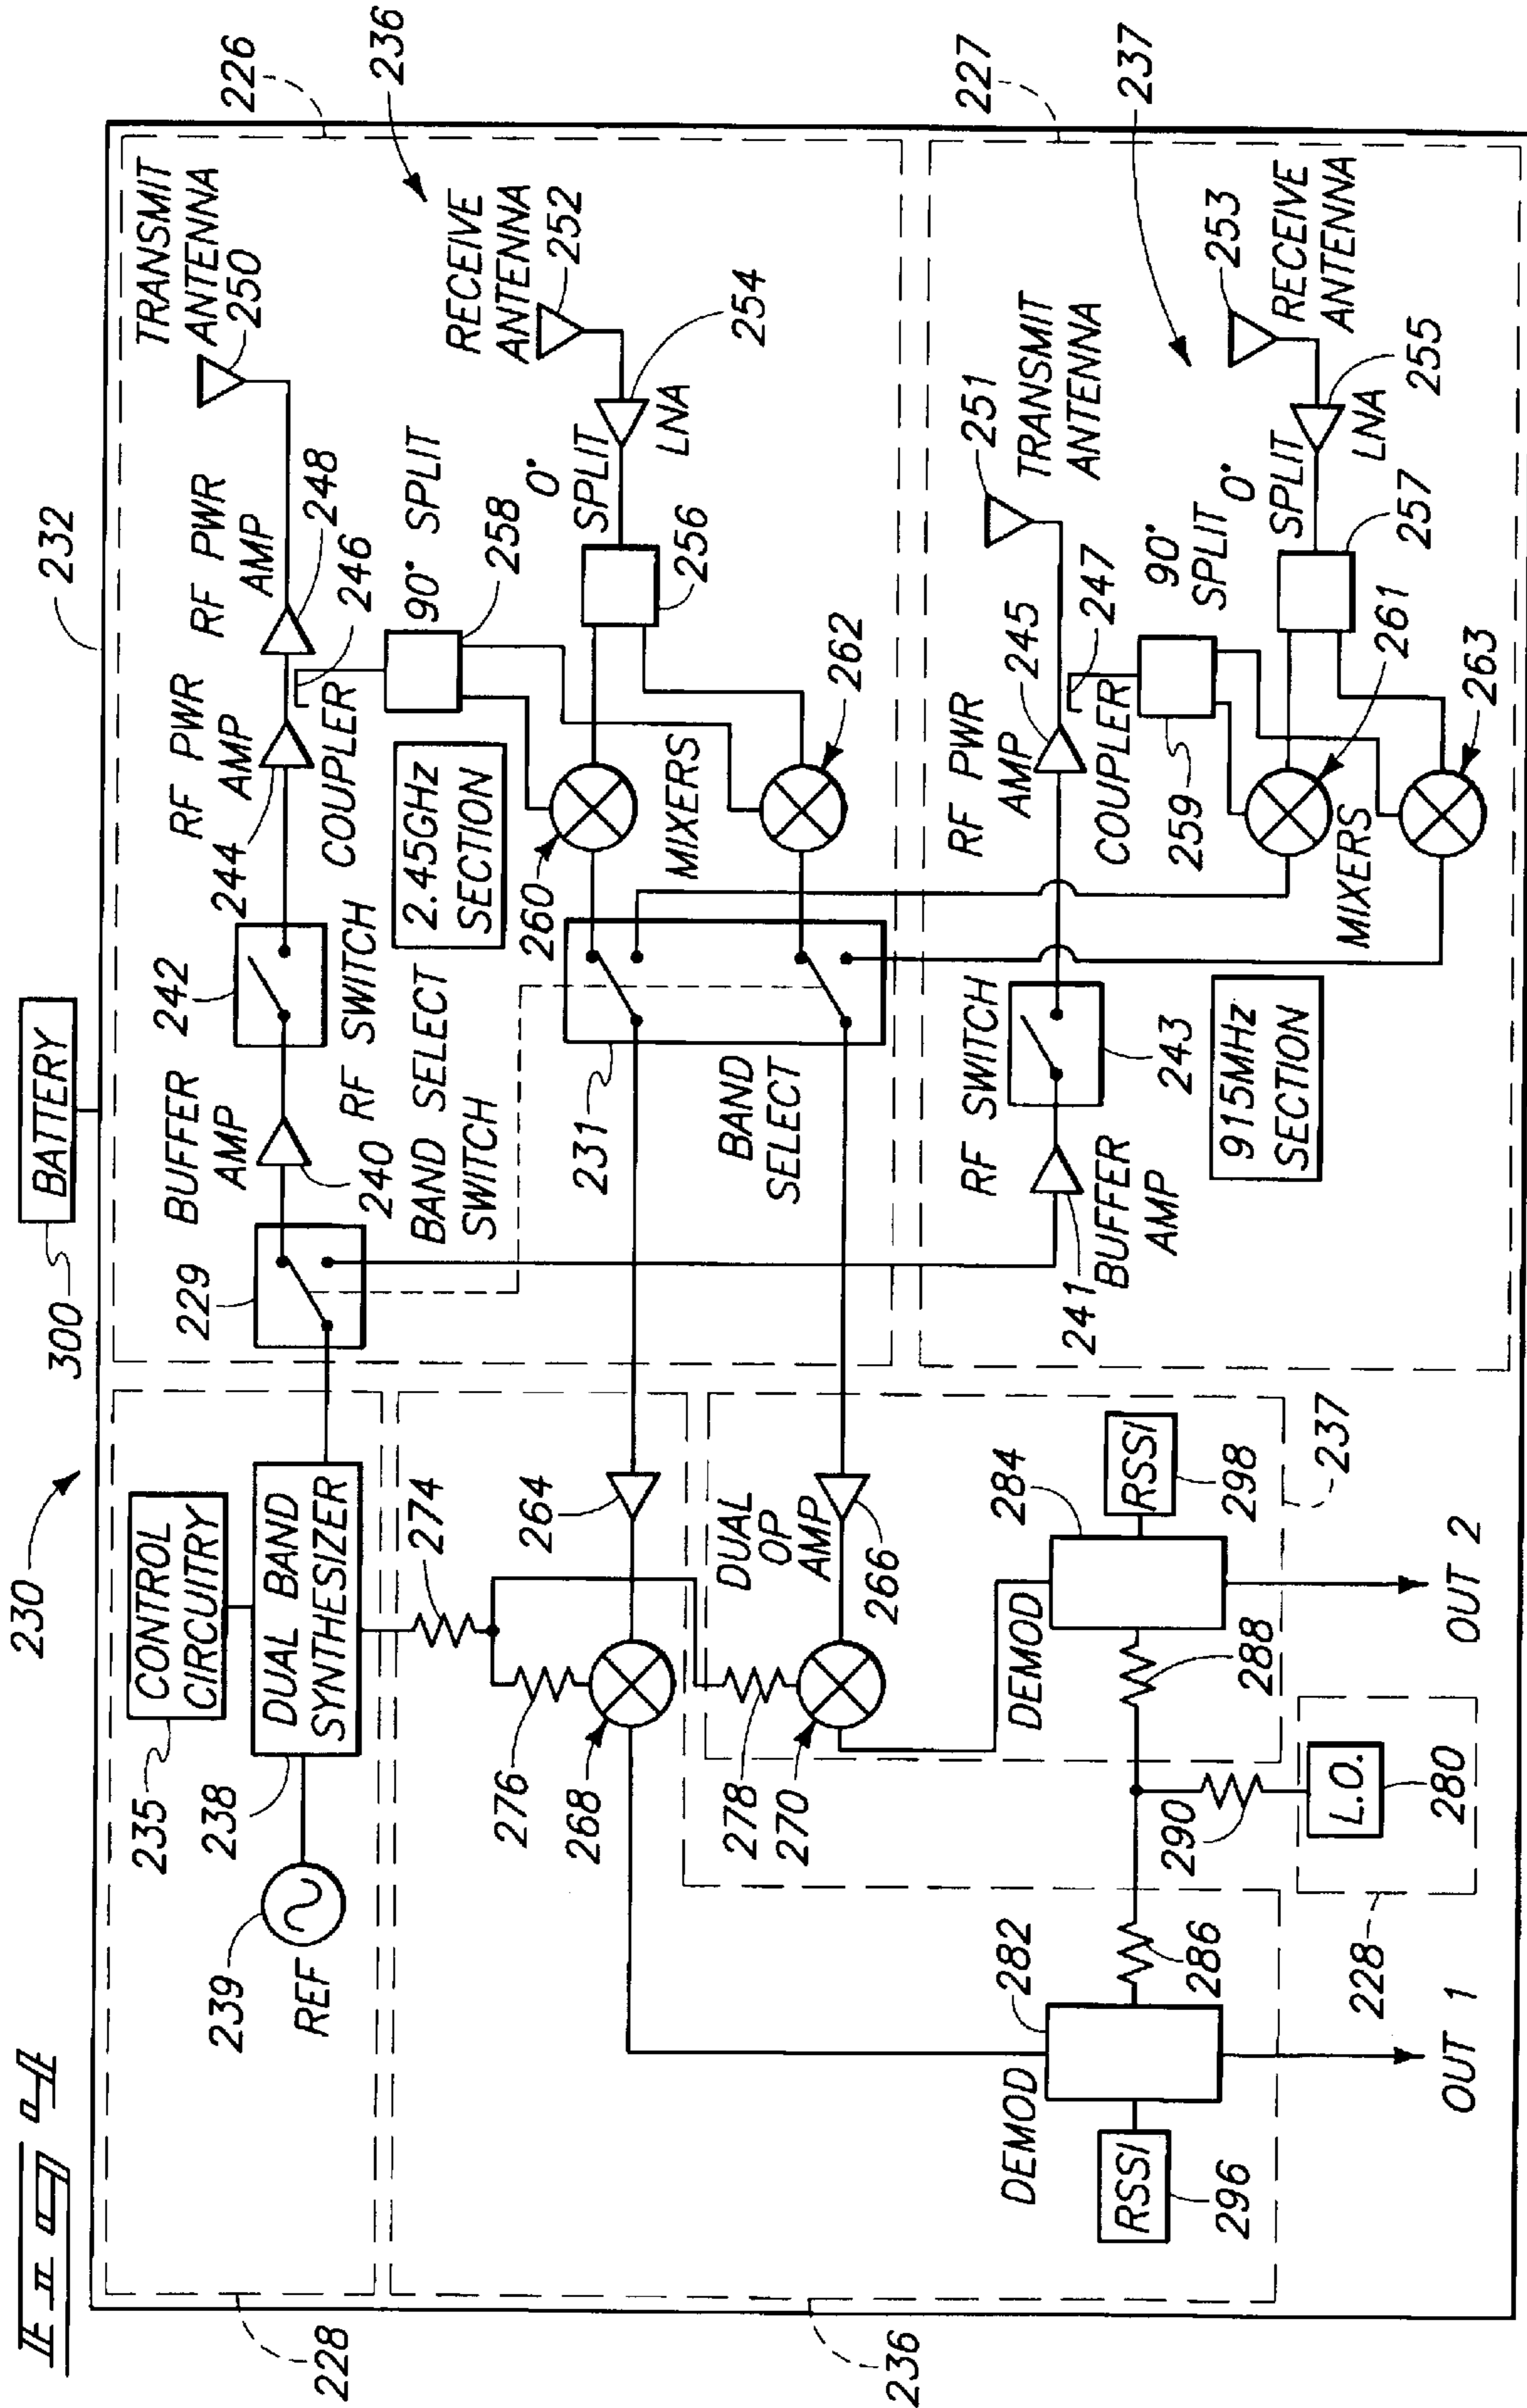 FIG 4
230
300
BATTERY
232
226
236
227
237
228
236
235
CONTROL
CIRCUITRY
238
DUAL BAND
SYNTHESIZER
239
REF
229
BUFFER
AMP
240
242
RF SWITCH
BAND SELECT
SWITCH
244
RF PWR
AMP
COUPLER
246
RF PWR
AMP
248
TRANSMIT
ANTENNA
250
2.45GHz
SECTION
90° SPLIT
258
0°
SPLIT
256
LNA
254
RECEIVE
ANTENNA
252
260
MIXERS
262
231
BAND
SELECT
274
264
276
268
DUAL
OP
AMP
266
278
270
241
BUFFER
AMP
RF SWITCH
243
915MHz
SECTION
RF PWR
AMP
245
COUPLER
247
251
TRANSMIT
ANTENNA
259
90°
SPLIT
0°
SPLIT
257
LNA
255
253
RECEIVE
ANTENNA
261
MIXERS
263
DEMOD
284
RSSI
298
237
288
290
L.O.
280
228
286
282
DEMOD
RSSI
296
OUT 1
OUT 2